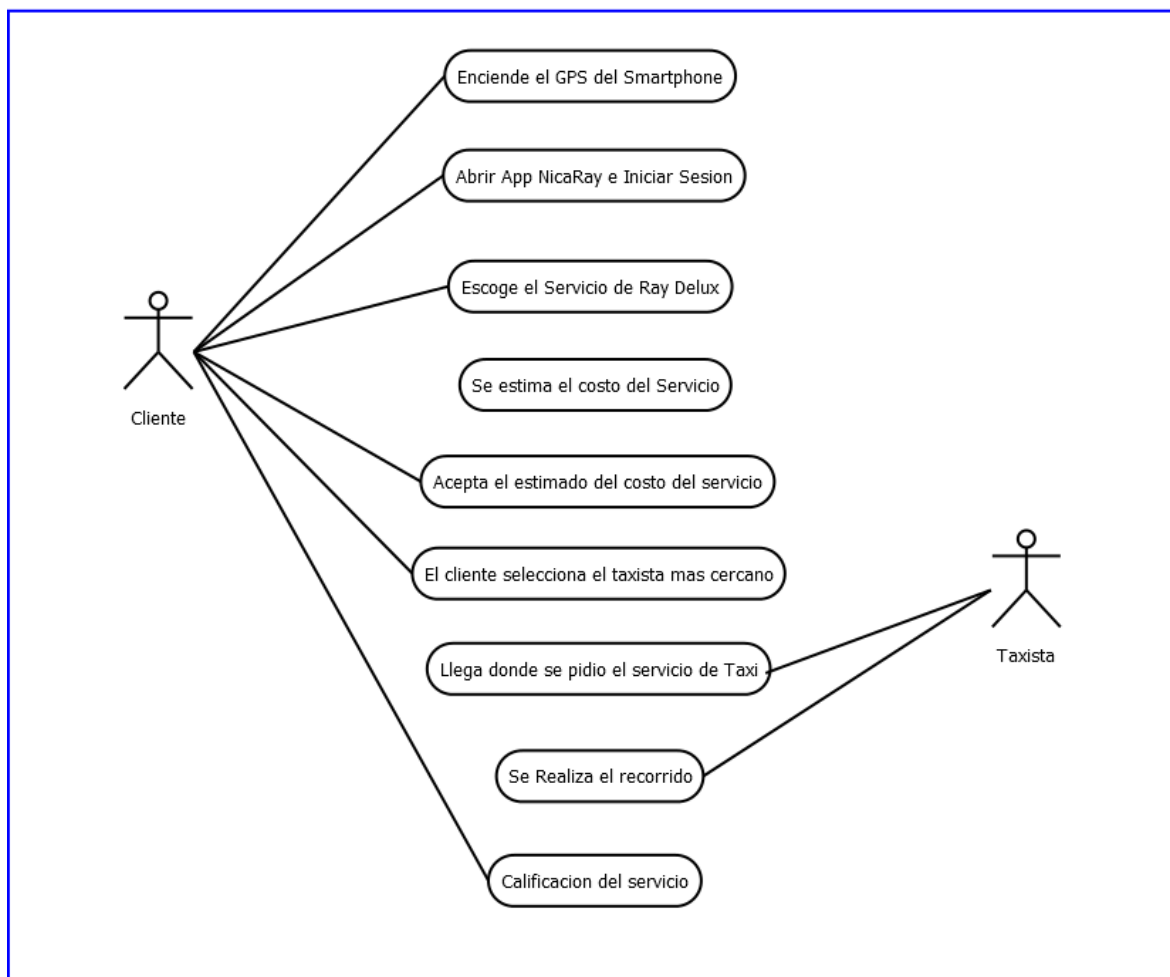 Enciende el GPS del Smartphone
Abrir App NicaRay e Iniciar Sesion
Escoge el Servicio de Ray Delux
Se estima el costo del Servicio
Cliente
Acepta el estimado del costo del servicio
El cliente selecciona el taxista mas cercano
Llega donde se pidio el servicio de Taxi
Taxista
Se Realiza el recorrido
Calificacion del servicio